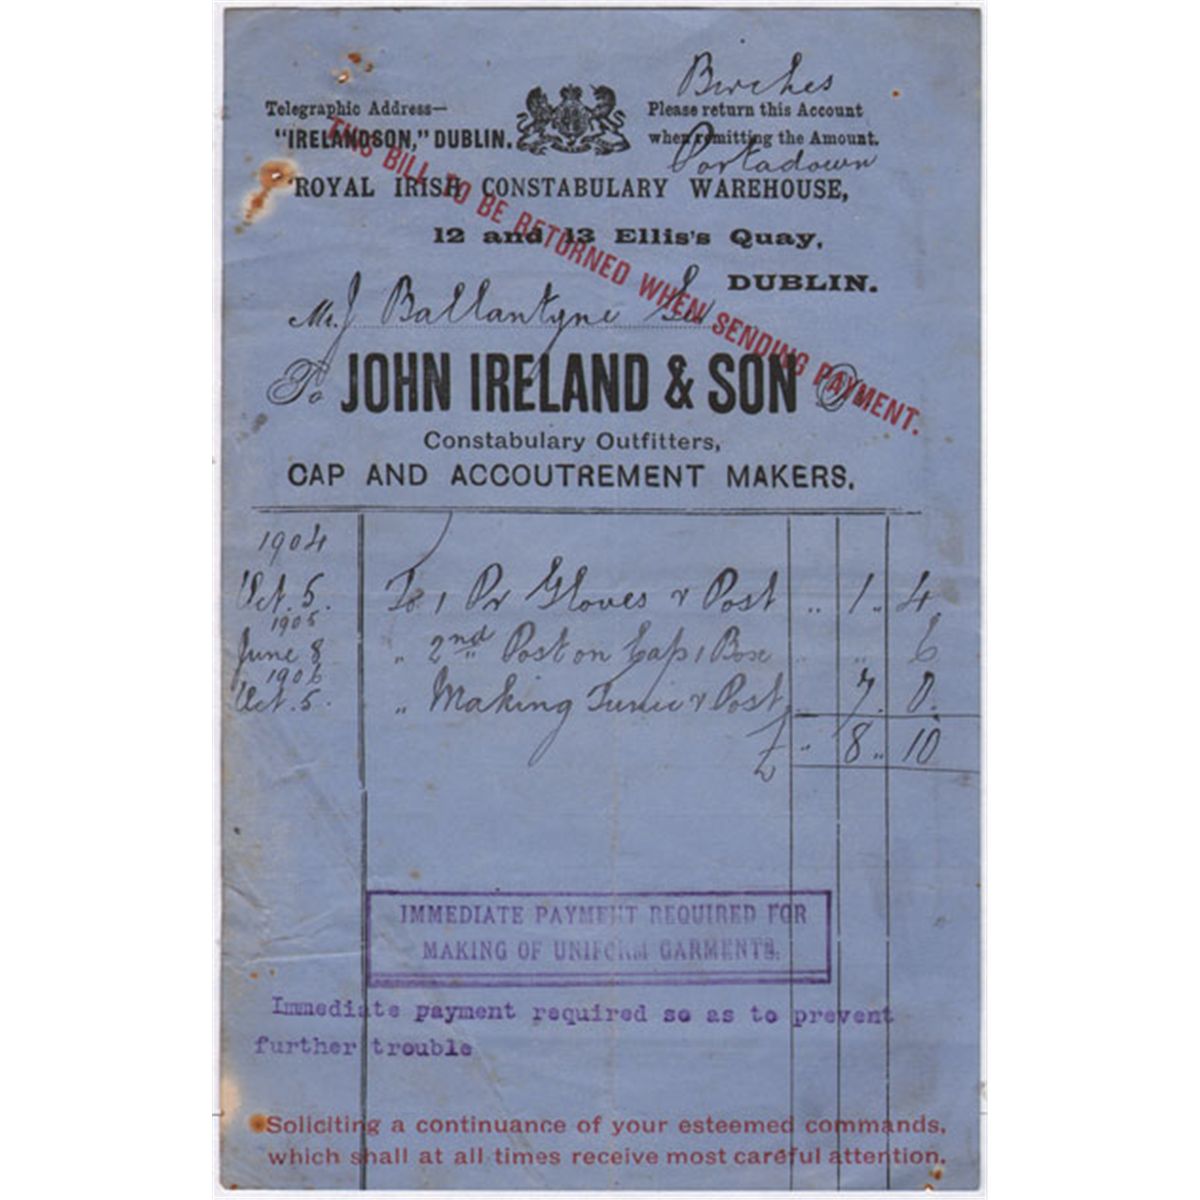 Birches
Telegraphic Address— Please return this Account
"IRELANDSON," DUBLIN. when remitting the Amount.
Portadown
THIS BILL TO BE RETURNED WHEN SENDING PAYMENT.
ROYAL IRISH CONSTABULARY WAREHOUSE,
12 and 13 Ellis's Quay,
DUBLIN.
Mr. J Ballantyne
To JOHN IRELAND & SON
Constabulary Outfitters,
CAP AND ACCOUTREMENT MAKERS.
1904
Oct. 5. To 1 Pr Gloves & Post " 1 " 4
1905
June 8 " 2nd Post on Cap, Box " " 6
1906
Oct. 5. " Making Tunic & Post 7. 0.
£ " 8 " 10
IMMEDIATE PAYMENT REQUIRED FOR
MAKING OF UNIFORM GARMENTS.
Immediate payment required so as to prevent
further trouble
Soliciting a continuance of your esteemed commands,
which shall at all times receive most careful attention.